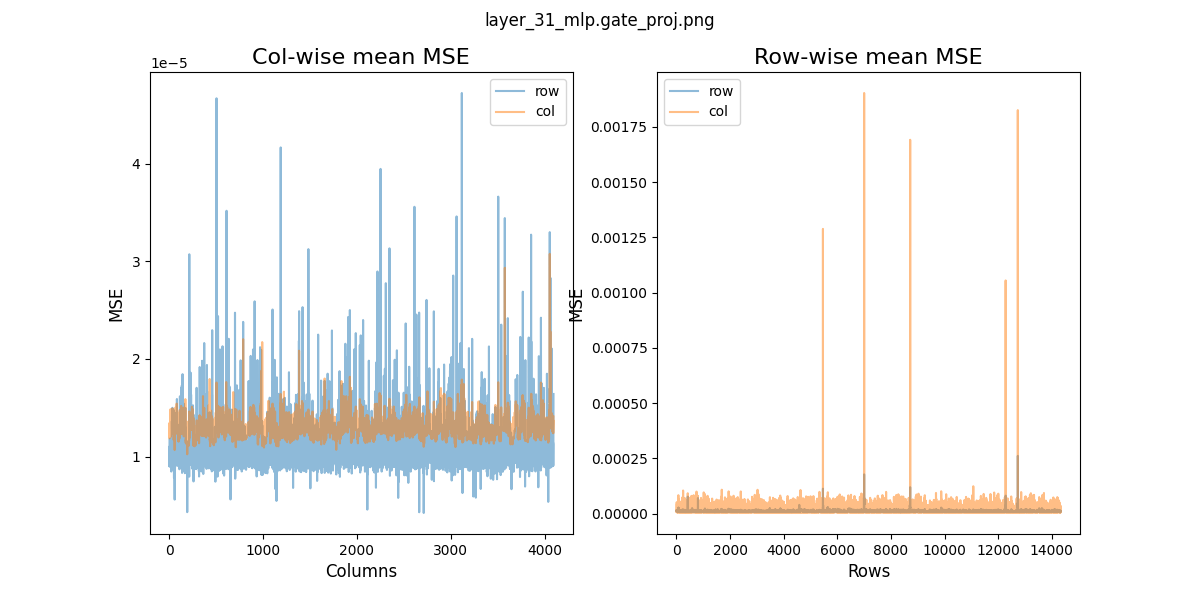 layer_31_mlp.gate_proj.png
Col-wise mean MSE
1e−5
row
col
4
3
2
1
MSE
0
1000
2000
3000
4000
Columns
Row-wise mean MSE
row
col
0.00175
0.00150
0.00125
0.00100
0.00075
0.00050
0.00025
0.00000
MSE
0
2000
4000
6000
8000
10000
12000
14000
Rows